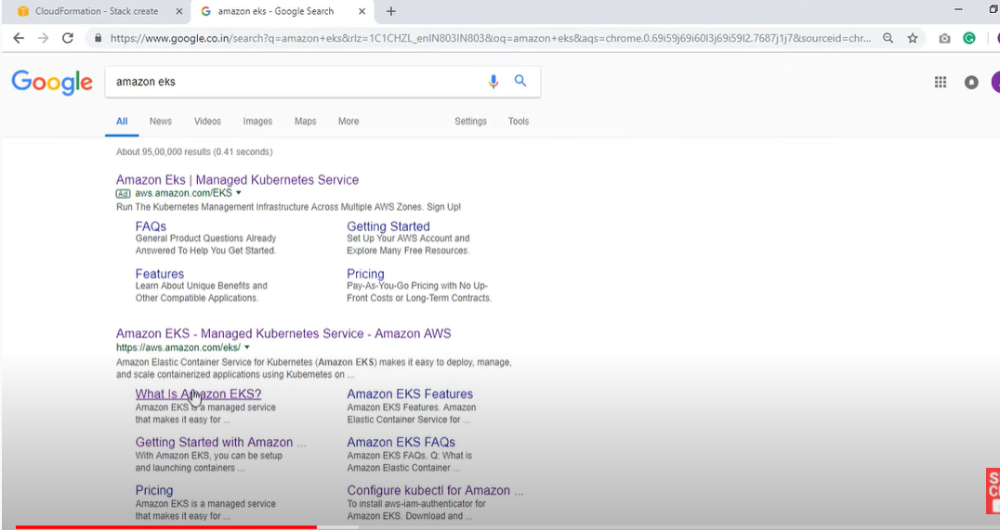 CloudFormation - Stack create
amazon eks - Google Search
https://www.google.co.in/search?q=amazon+eks&rlz=1C1CHZL_enIN803IN803&oq=amazon+eks&aqs=chrome.0.69i59j69i60l3j69i59l2.7687j1j7&sourceid=chr...
Google
amazon eks
All News Videos Images Maps More Settings Tools
About 95,00,000 results (0.41 seconds)
Amazon Eks | Managed Kubernetes Service
Ad aws.amazon.com/EKS
Run The Kubernetes Management Infrastructure Across Multiple AWS Zones. Sign Up!
FAQs
General Product Questions Already
Answered To Help You Get Started.
Getting Started
Set Up Your AWS Account and
Explore Many Free Resources.
Features
Learn About Unique Benefits and
Other Compatible Applications.
Pricing
Pay-As-You-Go Pricing with No Up-
Front Costs or Long-Term Contracts.
Amazon EKS - Managed Kubernetes Service - Amazon AWS
https://aws.amazon.com/eks/
Amazon Elastic Container Service for Kubernetes (Amazon EKS) makes it easy to deploy, manage,
and scale containerized applications using Kubernetes on ...
What Is Amazon EKS?
Amazon EKS is a managed service
that makes it easy for ...
Amazon EKS Features
Amazon EKS Features. Amazon
Elastic Container Service for ...
Getting Started with Amazon ...
With Amazon EKS, you can be setup
and launching containers ...
Amazon EKS FAQs
Amazon EKS FAQs. Q: What is
Amazon Elastic Container ...
Pricing
Amazon EKS is a managed service
that makes it easy for ...
Configure kubectl for Amazon ...
To install aws-iam-authenticator for
Amazon EKS. Download and ...